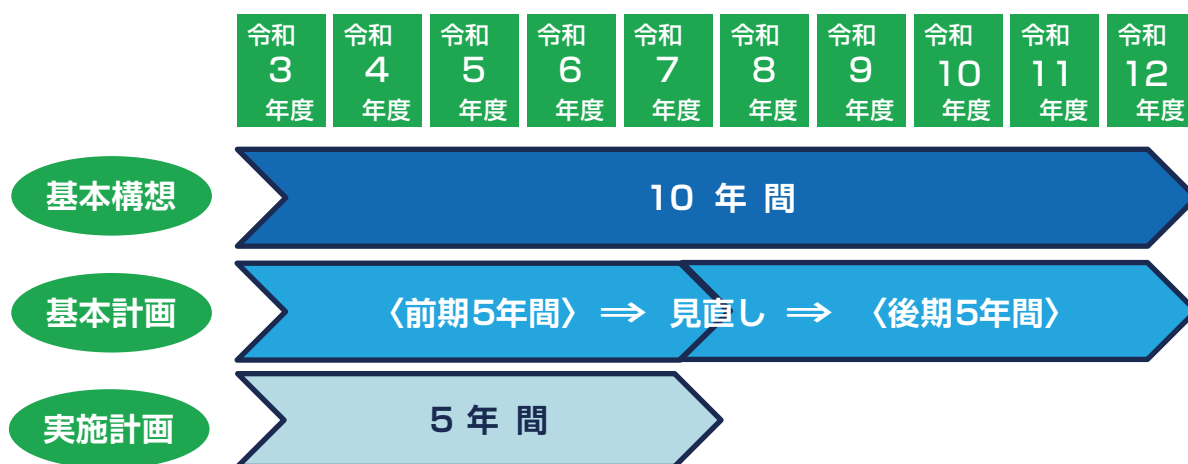 令和
3
年度
令和
4
年度
令和
5
年度
令和
6
年度
令和
7
年度
令和
8
年度
令和
9
年度
令和
10
年度
令和
11
年度
令和
12
年度
基本構想
10 年 間
基本計画
〈前期5年間〉 ⇒ 見直し ⇒ 〈後期5年間〉
実施計画
5 年 間